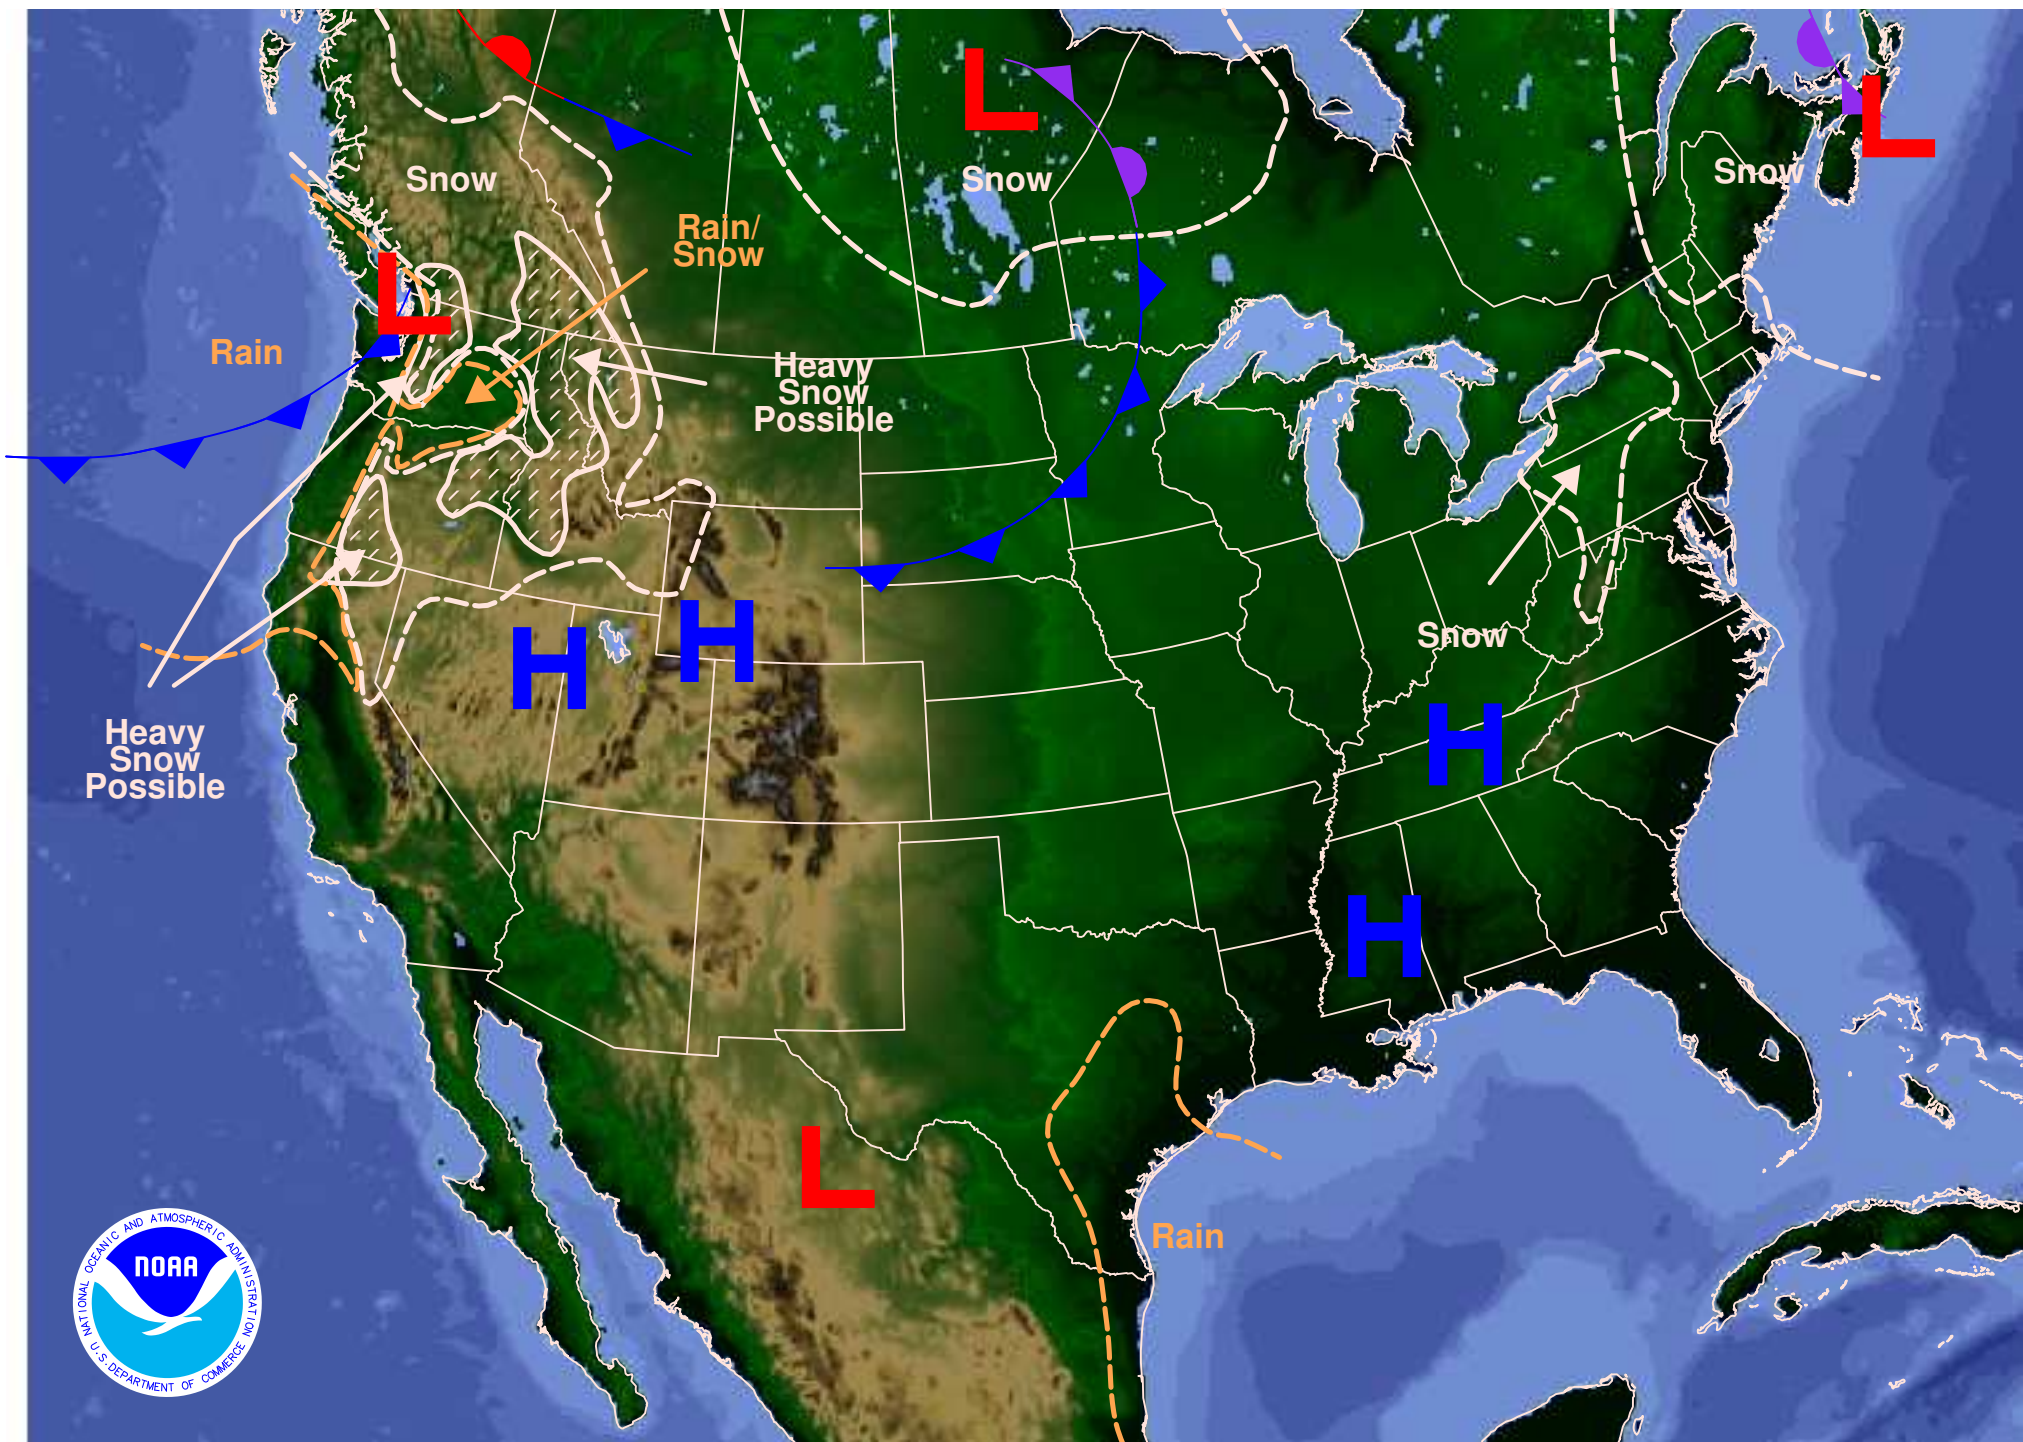 L
L
Snow
Snow
Snow
Rain/
Snow
L
Rain
Heavy
Snow
Possible
H
H
Snow
H
Heavy
Snow
Possible
H
L
Rain
NATIONAL OCEANIC AND ATMOSPHERIC ADMINISTRATION
NOAA
U.S. DEPARTMENT OF COMMERCE